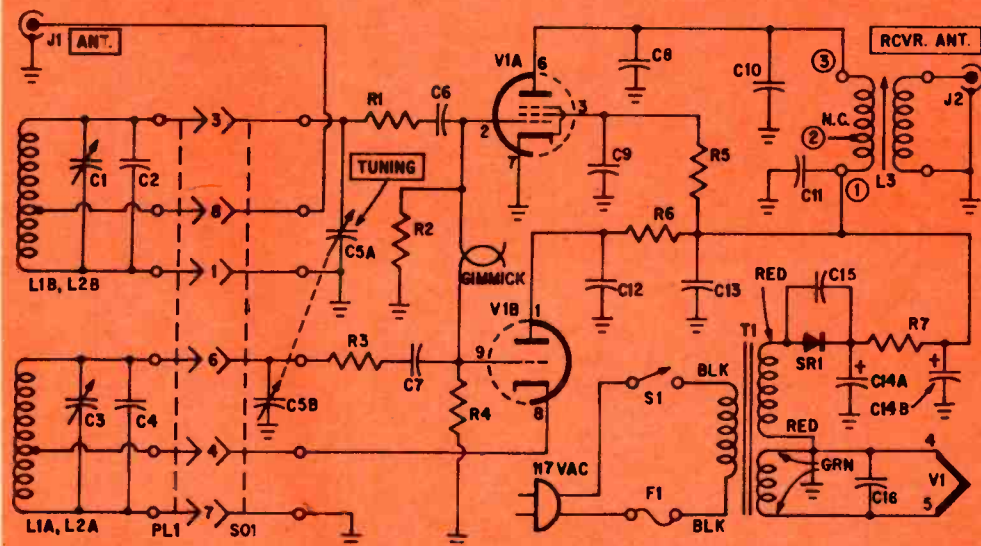 J1
ANT.
C1
C2
L1B, L2B
3
8
1
R1
C6
TUNING
C5A
R2
GIMMICK
V1A
6
2
3
7
C8
C9
C10
R5
RCVR. ANT.
J2
3
N.C.
2
1
L3
C11
R6
C12
C13
V1B
1
9
8
C3
C4
L1A, L2A
PL1
SO1
6
4
7
C5B
R3
C7
R4
117 VAC
S1
F1
BLK
BLK
T1
RED
RED
GRN
C15
SR1
R7
C14A
C14B
C16
4
5
V1
+
+